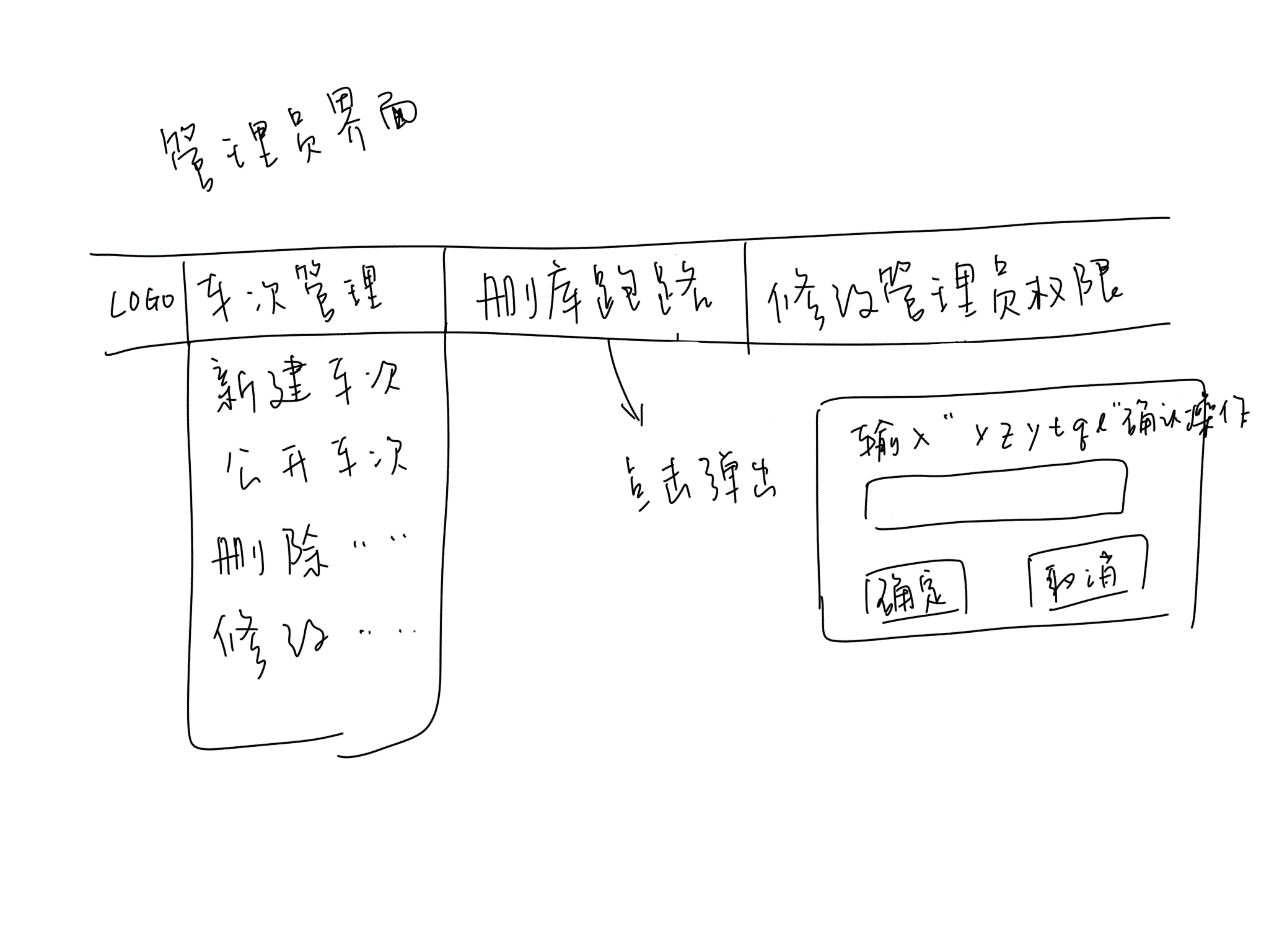 管理员界面
LOGO 车次管理 删库跑路 修改管理员权限
新建车次
公开车次
删除……
修改……
点击弹出
输入"xzytql"确认操作
确定 取消